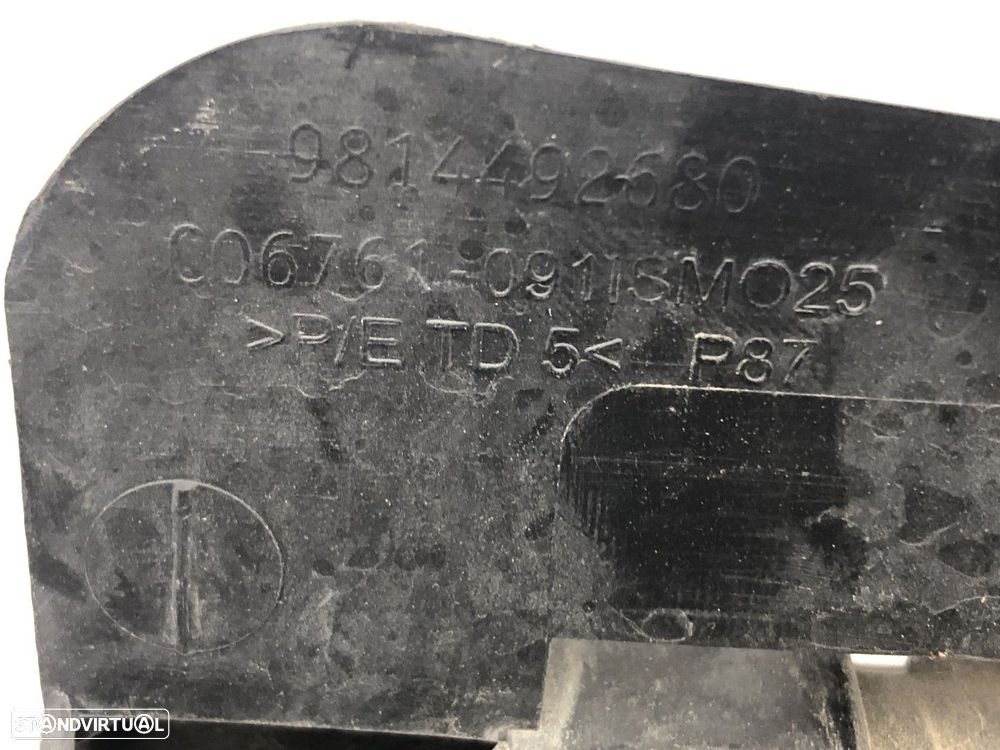 9814492680
C06761-0911SMO25
>P/E TD 5< P87
STANDVIRTUAL